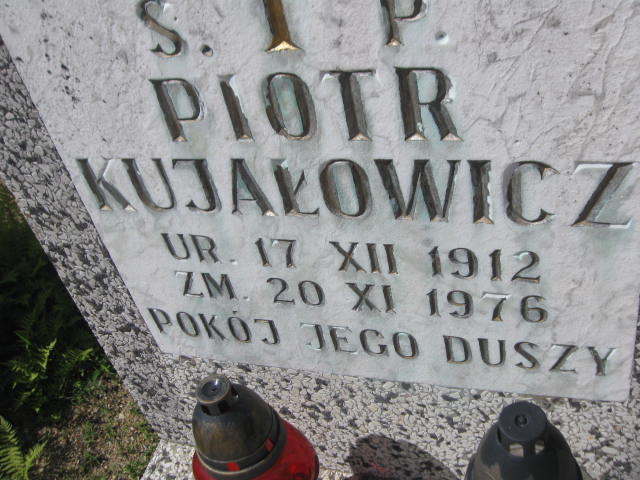 Ś. † P.
PIOTR
KUJAŁOWICZ
UR. 17 XII 1912
ZM. 20 XI 1976
POKÓJ JEGO DUSZY